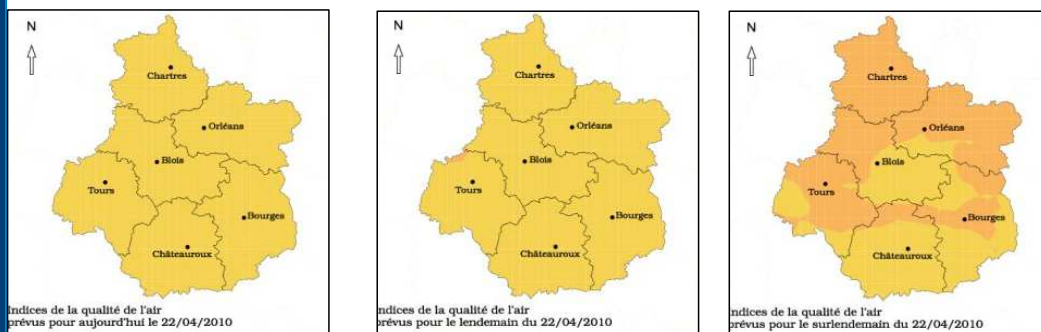 N
Chartres
Orléans
Blois
Tours
Bourges
Châteauroux
Indices de la qualité de l'air
prévus pour aujourd'hui le 22/04/2010
N
Chartres
Orléans
Blois
Tours
Bourges
Châteauroux
ndices de la qualité de l'air
prévus pour le lendemain du 22/04/2010
N
Chartres
Orléans
Blois
Tours
Bourges
Châteauroux
Indices de la qualité de l'air
prévus pour le surlendemain du 22/04/2010